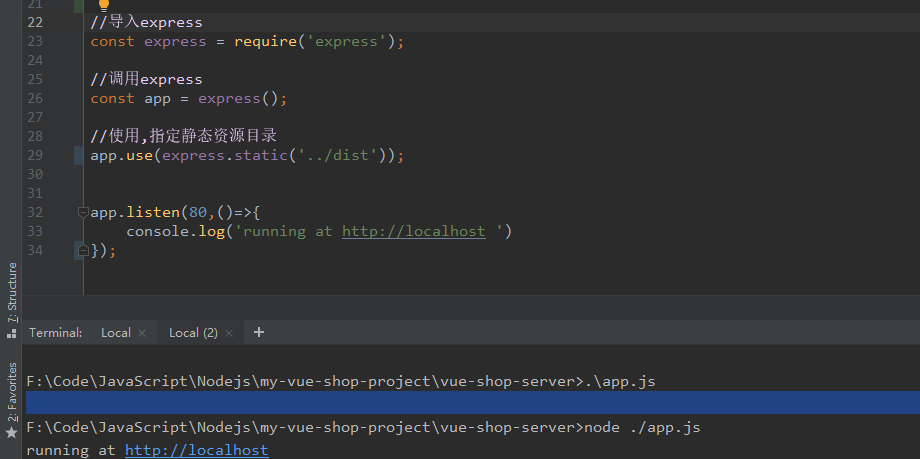 21
22 //导入express
23 const express = require('express');
24
25 //调用express
26 const app = express();
27
28 //使用,指定静态资源目录
29 app.use(express.static('../dist'));
30
31
32 app.listen(80,()=>{
33     console.log('running at http://localhost ')
34 });
7: Structure
2: Favorites
Terminal: Local × Local (2) × +
F:\Code\JavaScript\Nodejs\my-vue-shop-project\vue-shop-server>.\app.js
F:\Code\JavaScript\Nodejs\my-vue-shop-project\vue-shop-server>node ./app.js
running at http://localhost